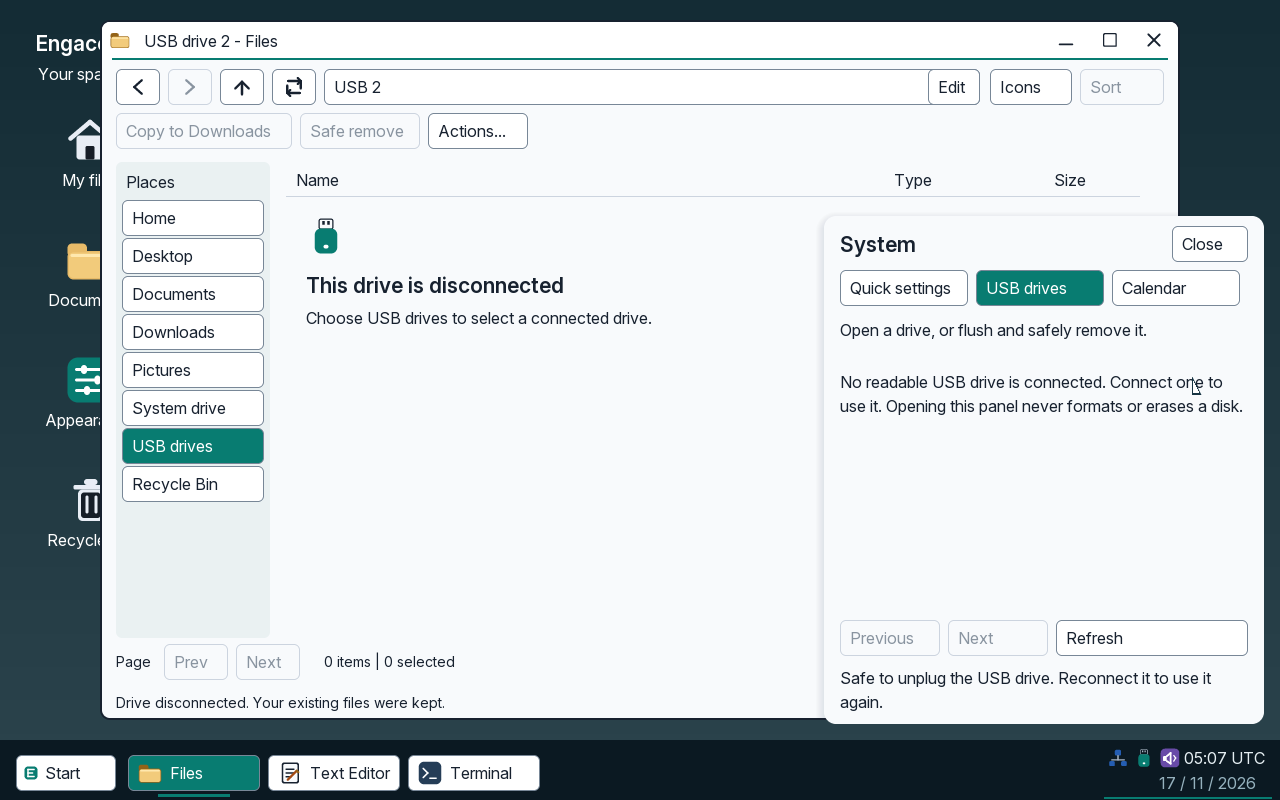 Engac
Your spa
My fil
Docum
Appeara
Recycle
USB drive 2 - Files
USB 2
Edit
Icons
Sort
Copy to Downloads
Safe remove
Actions...
Places
Home
Desktop
Documents
Downloads
Pictures
System drive
USB drives
Recycle Bin
Name
Type
Size
This drive is disconnected
Choose USB drives to select a connected drive.
Page
Prev
Next
0 items | 0 selected
Drive disconnected. Your existing files were kept.
System
Close
Quick settings
USB drives
Calendar
Open a drive, or flush and safely remove it.
No readable USB drive is connected. Connect one to
use it. Opening this panel never formats or erases a disk.
Previous
Next
Refresh
Safe to unplug the USB drive. Reconnect it to use it
again.
Start
Files
Text Editor
Terminal
05:07 UTC
17 / 11 / 2026